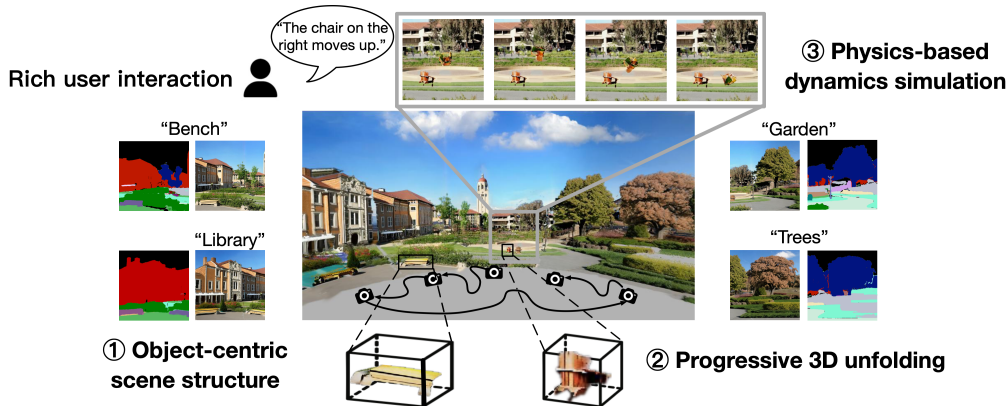 “The chair on the
right moves up.”
Rich user interaction
③ Physics-based
dynamics simulation
“Bench”
“Garden”
“Library”
“Trees”
① Object-centric
scene structure
② Progressive 3D unfolding